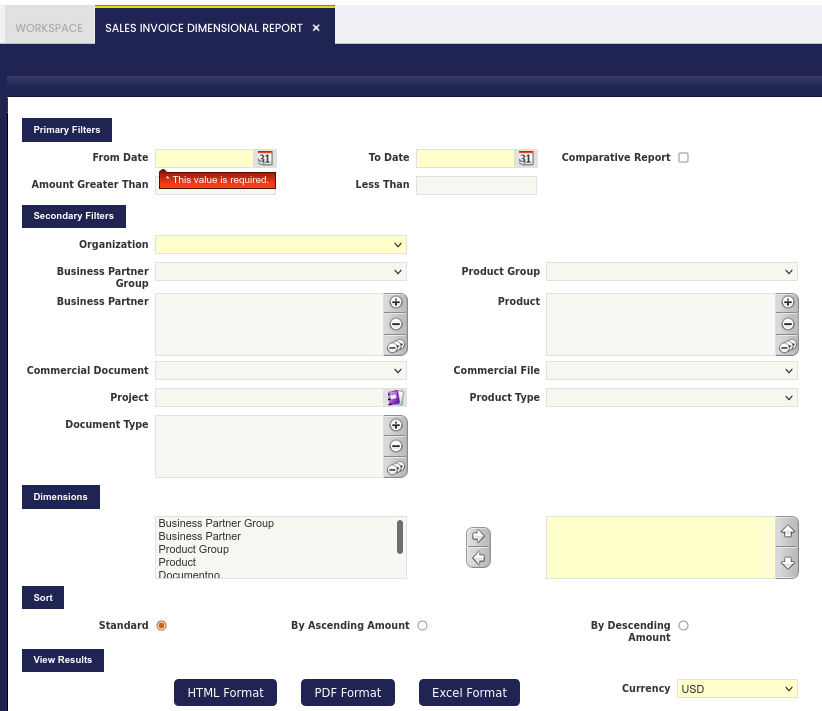 WORKSPACE
SALES INVOICE DIMENSIONAL REPORT ×
Primary Filters
From Date 31 To Date 31 Comparative Report
Amount Greater Than * This value is required. Less Than
Secondary Filters
Organization
Business Partner Group Product Group
Business Partner Product
Commercial Document Commercial File
Project Product Type
Document Type
Dimensions
Business Partner Group
Business Partner
Product Group
Product
Documentno
Sort
Standard By Ascending Amount By Descending Amount
View Results
HTML Format PDF Format Excel Format Currency USD